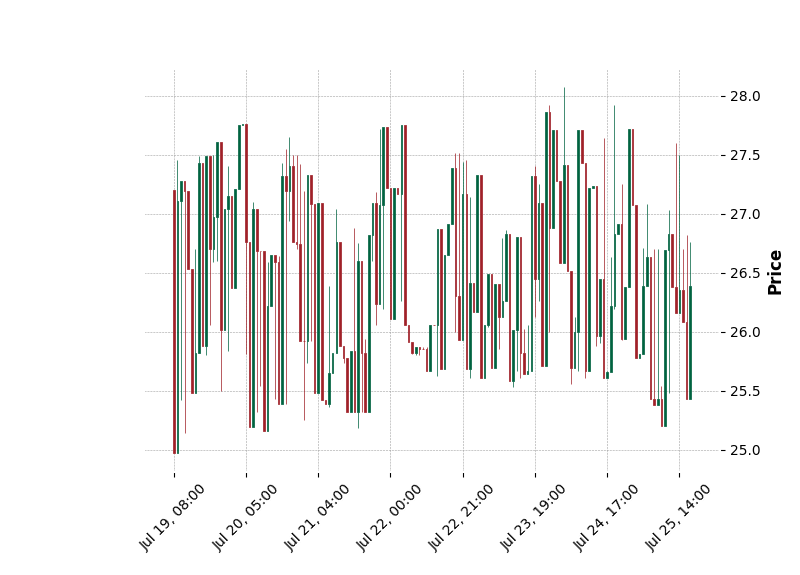 28.0
27.5
27.0
26.5
26.0
25.5
25.0
Price
Jul 19, 08:00
Jul 20, 05:00
Jul 21, 04:00
Jul 22, 00:00
Jul 22, 21:00
Jul 23, 19:00
Jul 24, 17:00
Jul 25, 14:00